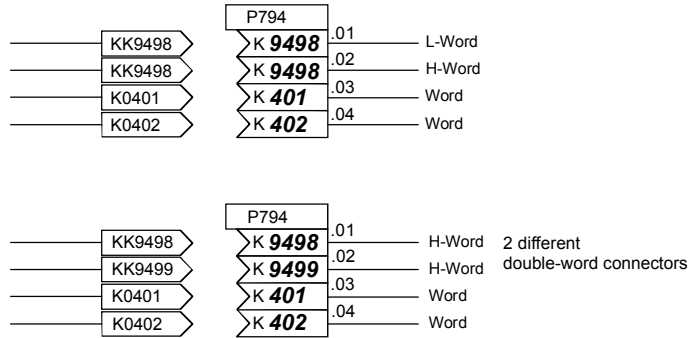 P794
KK9498 K 9498 .01 L-Word
KK9498 K 9498 .02 H-Word
K0401 K 401 .03 Word
K0402 K 402 .04 Word
P794
KK9498 K 9498 .01 H-Word 2 different
KK9499 K 9499 .02 H-Word double-word connectors
K0401 K 401 .03 Word
K0402 K 402 .04 Word